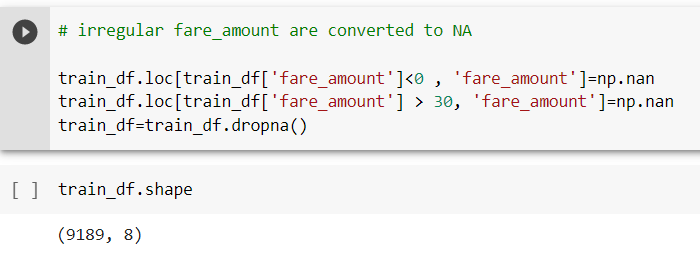 # irregular fare_amount are converted to NA
train_df.loc[train_df['fare_amount']<0 , 'fare_amount']=np.nan
train_df.loc[train_df['fare_amount'] > 30, 'fare_amount']=np.nan
train_df=train_df.dropna()
[ ] train_df.shape
(9189, 8)